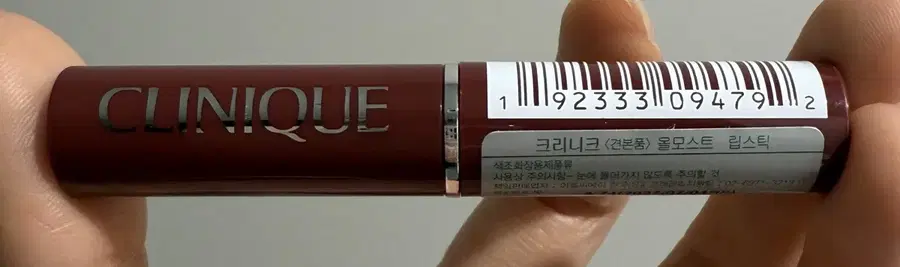 CLINIQUE
1 92333 09479 2
크리니크 <견본품> 올모스트 립스틱
색조화장용제품류
사용상 주의사항- 눈에 들어가지 않도록 주의할 것